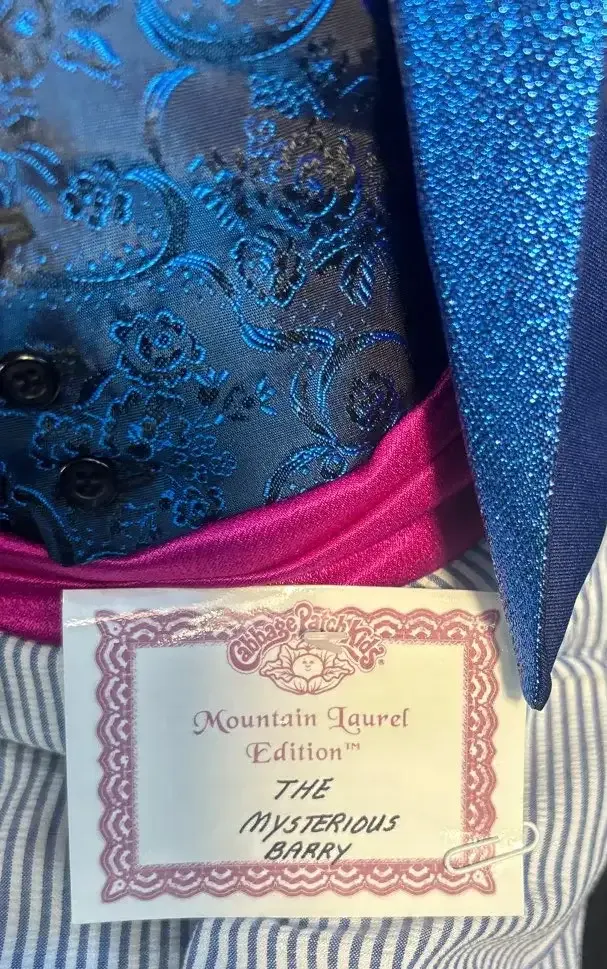 Cabbage Patch Kids®
Mountain Laurel
Edition™
THE
MYSTERIOUS
BARRY